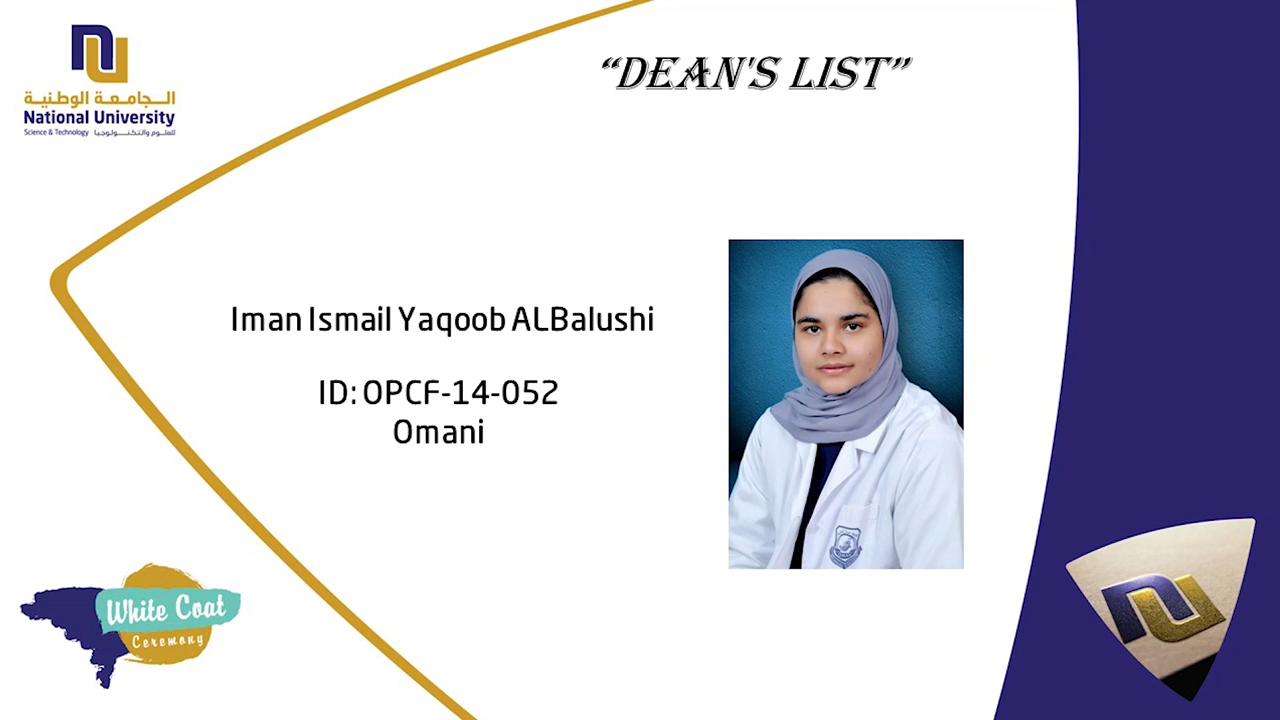 الجامعة الوطنية
National University
Science & Technology للعلوم والتكنولوجيا
“DEAN'S LIST”
Iman Ismail Yaqoob ALBalushi
ID: OPCF-14-052
Omani
White Coat
Ceremony